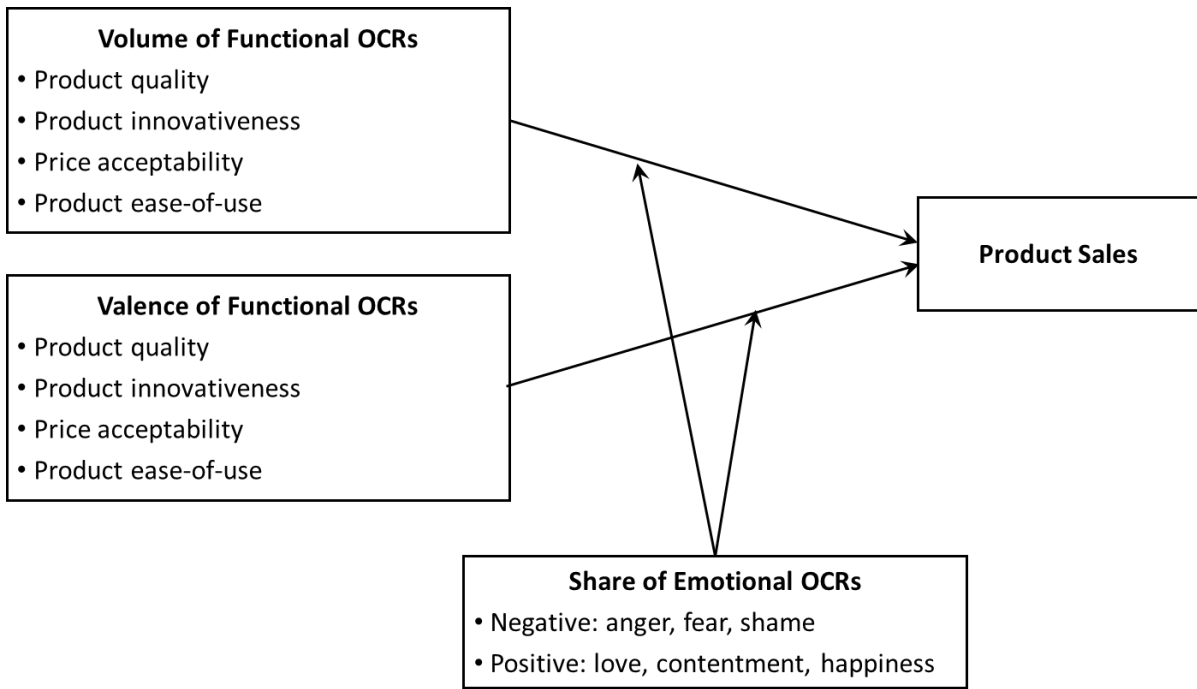 Volume of Functional OCRs
• Product quality
• Product innovativeness
• Price acceptability
• Product ease-of-use
Product Sales
Valence of Functional OCRs
• Product quality
• Product innovativeness
• Price acceptability
• Product ease-of-use
Share of Emotional OCRs
• Negative: anger, fear, shame
• Positive: love, contentment, happiness